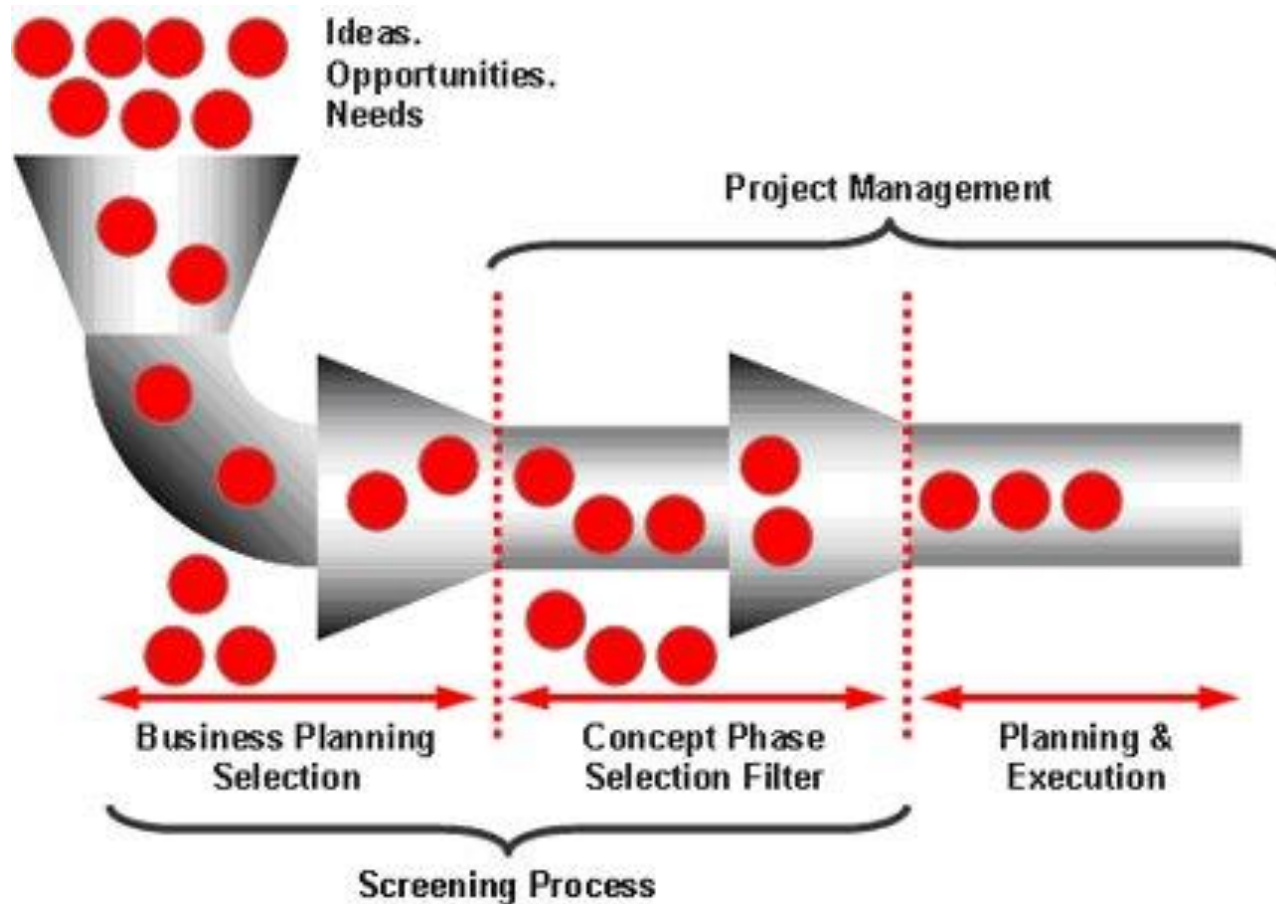 Ideas.
Opportunities.
Needs
Project Management
Business Planning
Selection
Concept Phase
Selection Filter
Planning &
Execution
Screening Process